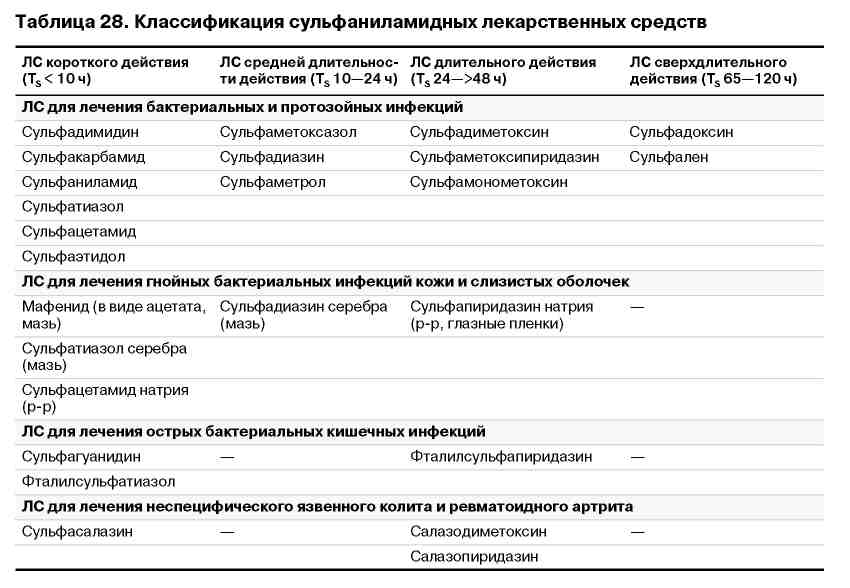 Таблица 28. Классификация сульфаниламидных лекарственных средств
ЛС короткого действия ЛС средней длительнос- ЛС длительного действия ЛС сверхдлительного
(TS < 10 ч) ти действия (TS 10—24 ч) (TS 24—>48 ч) действия (TS 65—120 ч)
ЛС для лечения бактериальных и протозойных инфекций
Сульфадимидин Сульфаметоксазол Сульфадиметоксин Сульфадоксин
Сульфакарбамид Сульфадиазин Сульфаметоксипиридазин Сульфален
Сульфаниламид Сульфаметрол Сульфамонометоксин
Сульфатиазол
Сульфацетамид
Сульфаэтидол
ЛС для лечения гнойных бактериальных инфекций кожи и слизистых оболочек
Мафенид (в виде ацетата, Сульфадиазин серебра Сульфапиридазин натрия —
мазь) (мазь) (р-р, глазные пленки)
Сульфатиазол серебра
(мазь)
Сульфацетамид натрия
(р-р)
ЛС для лечения острых бактериальных кишечных инфекций
Сульфагуанидин — Фталилсульфапиридазин —
Фталилсульфатиазол
ЛС для лечения неспецифического язвенного колита и ревматоидного артрита
Сульфасалазин — Салазодиметоксин —
Салазопиридазин